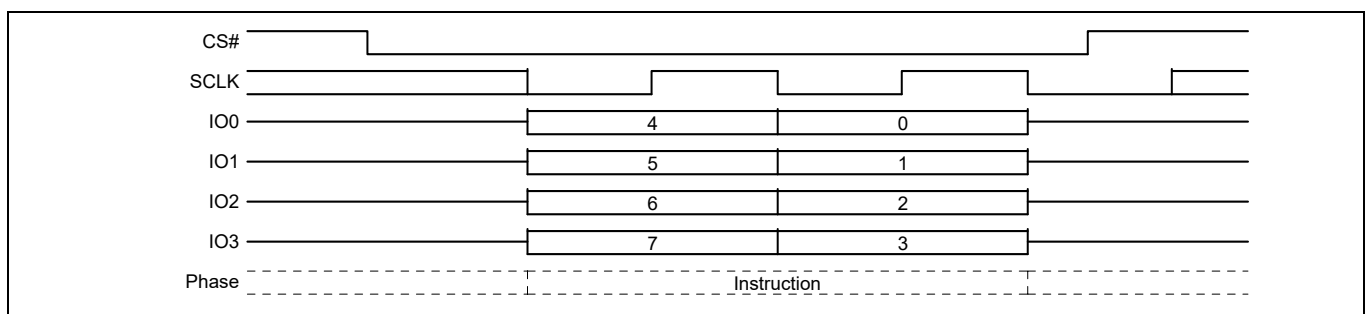 CS#
SCLK
IO0 4 0
IO1 5 1
IO2 6 2
IO3 7 3
Phase Instruction